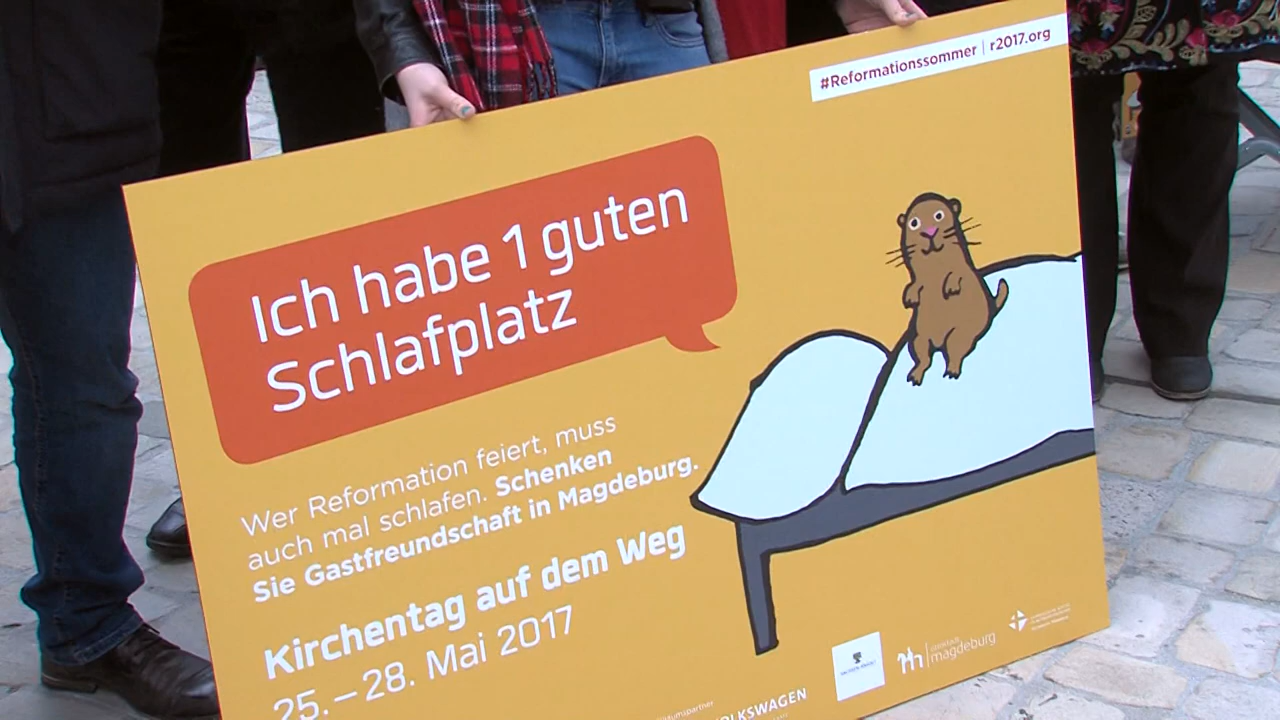 #Reformationssommer | r2017.org
Ich habe 1 guten
Schlafplatz
Wer Reformation feiert, muss
auch mal schlafen. Schenken
Sie Gastfreundschaft in Magdeburg.
Kirchentag auf dem Weg
25. – 28. Mai 2017
VOLKSWAGEN
magdeburg